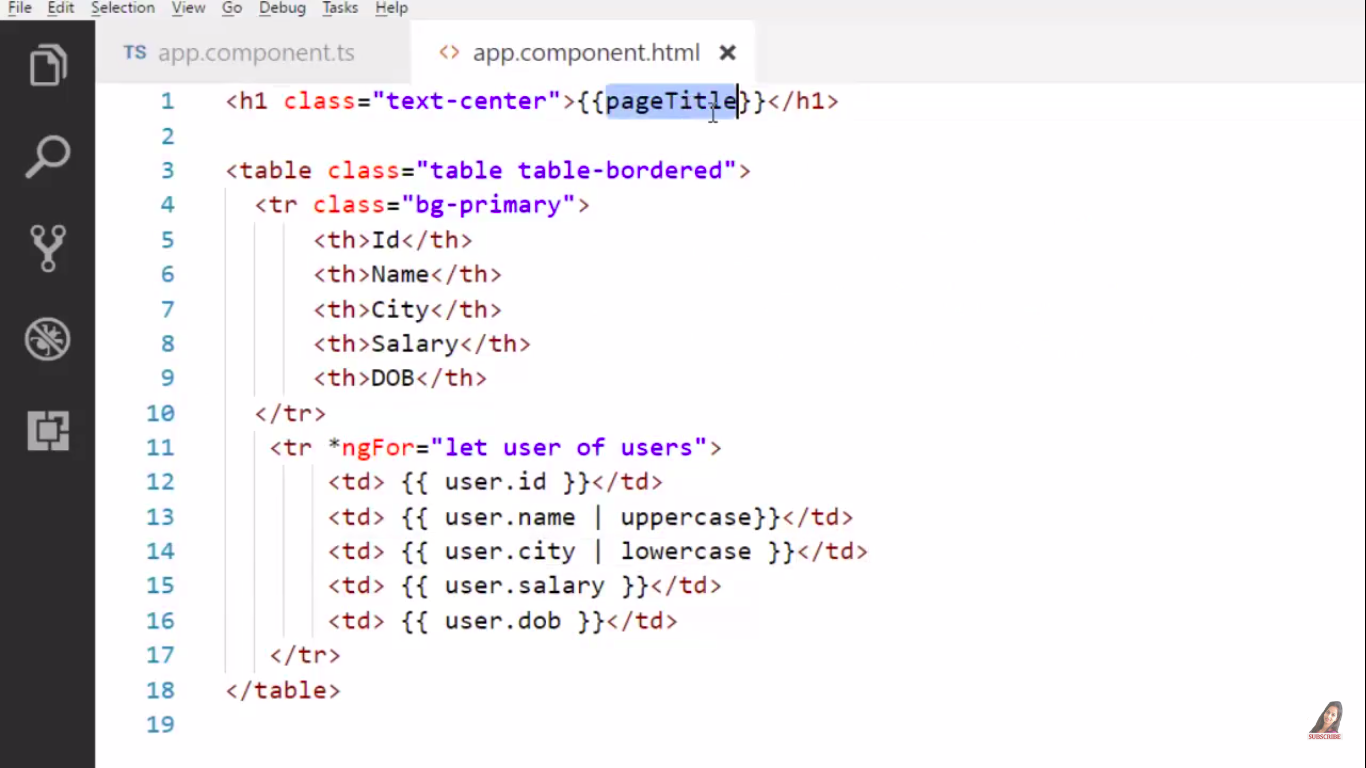 File Edit Selection View Go Debug Tasks Help
TS app.component.ts <> app.component.html ×
1 <h1 class="text-center">{{pageTitle}}</h1>
2
3 <table class="table table-bordered">
4 <tr class="bg-primary">
5 <th>Id</th>
6 <th>Name</th>
7 <th>City</th>
8 <th>Salary</th>
9 <th>DOB</th>
10 </tr>
11 <tr *ngFor="let user of users">
12 <td> {{ user.id }}</td>
13 <td> {{ user.name | uppercase}}</td>
14 <td> {{ user.city | lowercase }}</td>
15 <td> {{ user.salary }}</td>
16 <td> {{ user.dob }}</td>
17 </tr>
18 </table>
19
SUBSCRIBE